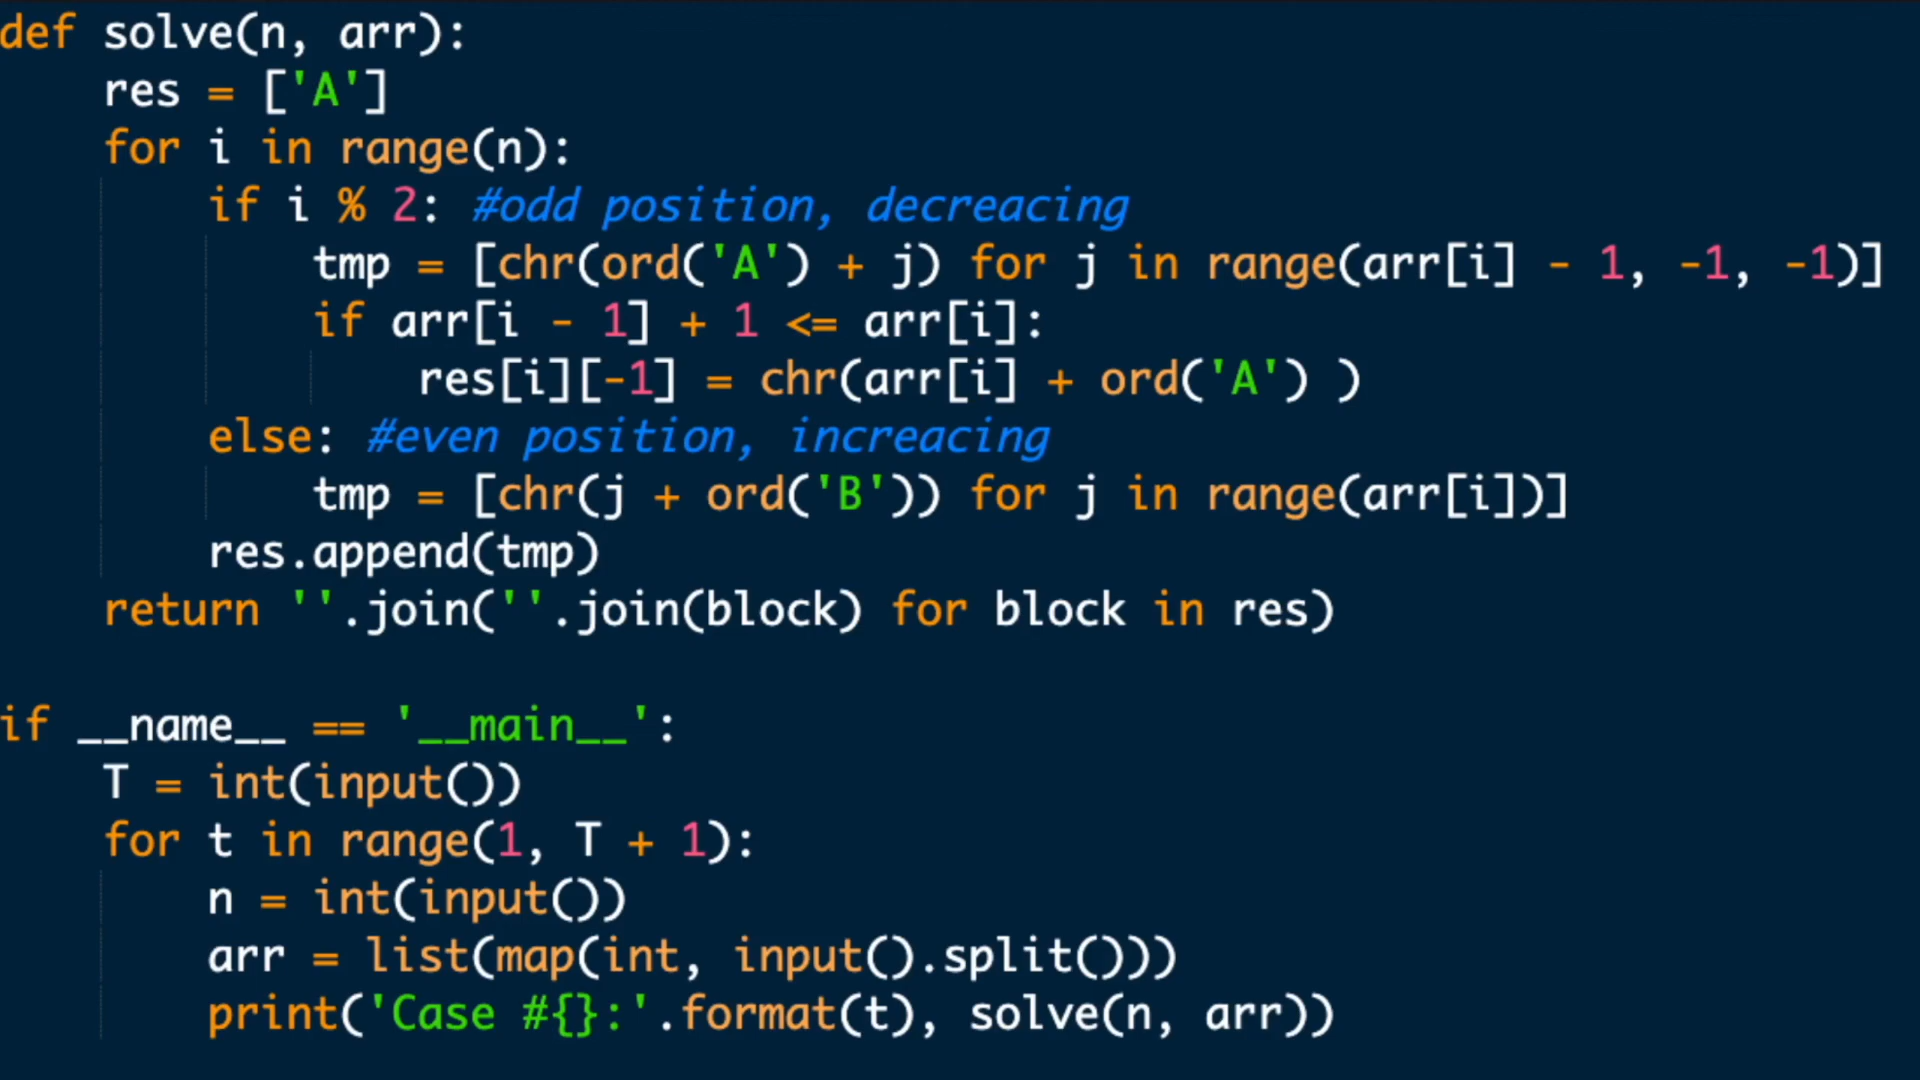 def solve(n, arr):
    res = ['A']
    for i in range(n):
        if i % 2: #odd position, decreacing
            tmp = [chr(ord('A') + j) for j in range(arr[i] - 1, -1, -1)]
            if arr[i - 1] + 1 <= arr[i]:
                res[i][-1] = chr(arr[i] + ord('A') )
        else: #even position, increacing
            tmp = [chr(j + ord('B')) for j in range(arr[i])]
        res.append(tmp)
    return ''.join(''.join(block) for block in res)
if __name__ == '__main__':
    T = int(input())
    for t in range(1, T + 1):
        n = int(input())
        arr = list(map(int, input().split()))
        print('Case #{}:'.format(t), solve(n, arr))